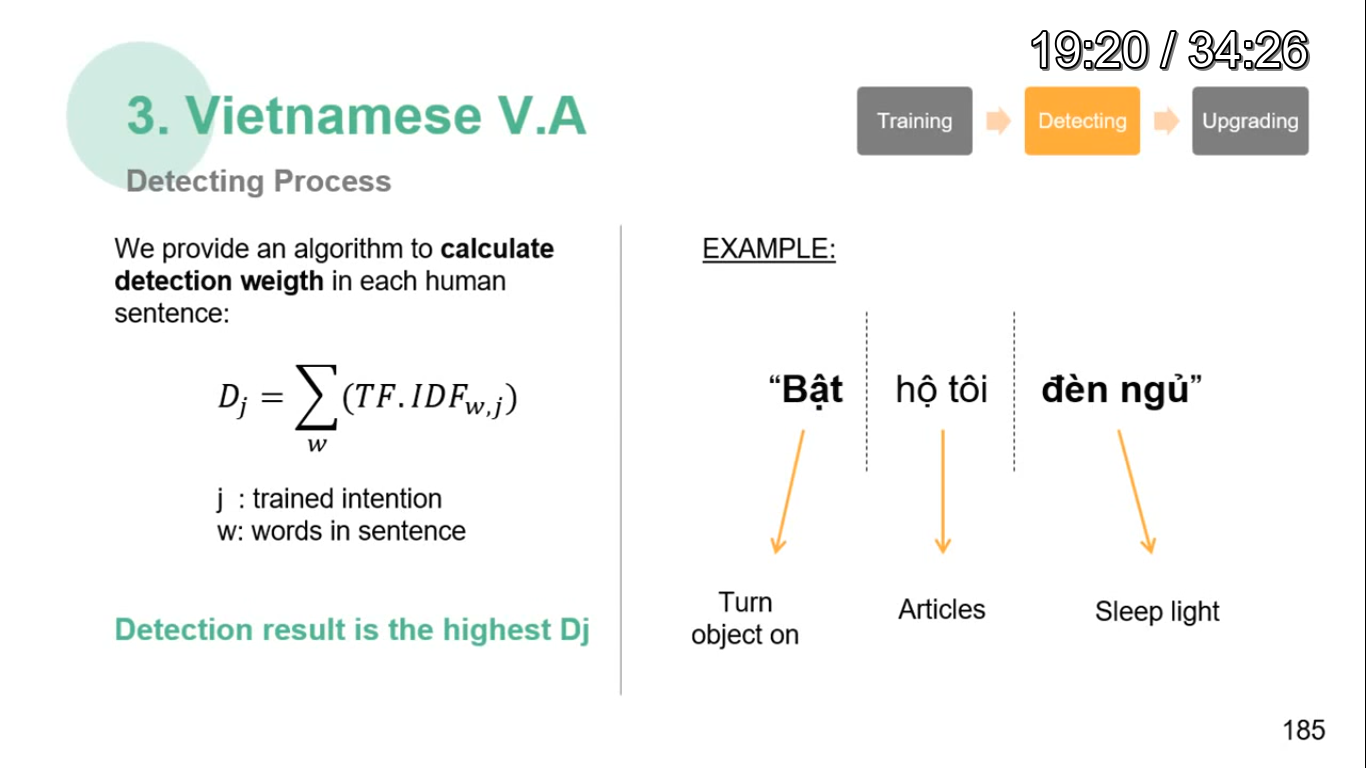 19:20 / 34:26
3. Vietnamese V.A
Detecting Process
Training
Detecting
Upgrading
We provide an algorithm to calculate
detection weigth in each human
sentence:
D_j = ∑_w (TF.IDF_{w,j})
j : trained intention
w: words in sentence
Detection result is the highest Dj
EXAMPLE:
“Bật hộ tôi đèn ngủ”
Turn
object on
Articles
Sleep light
185